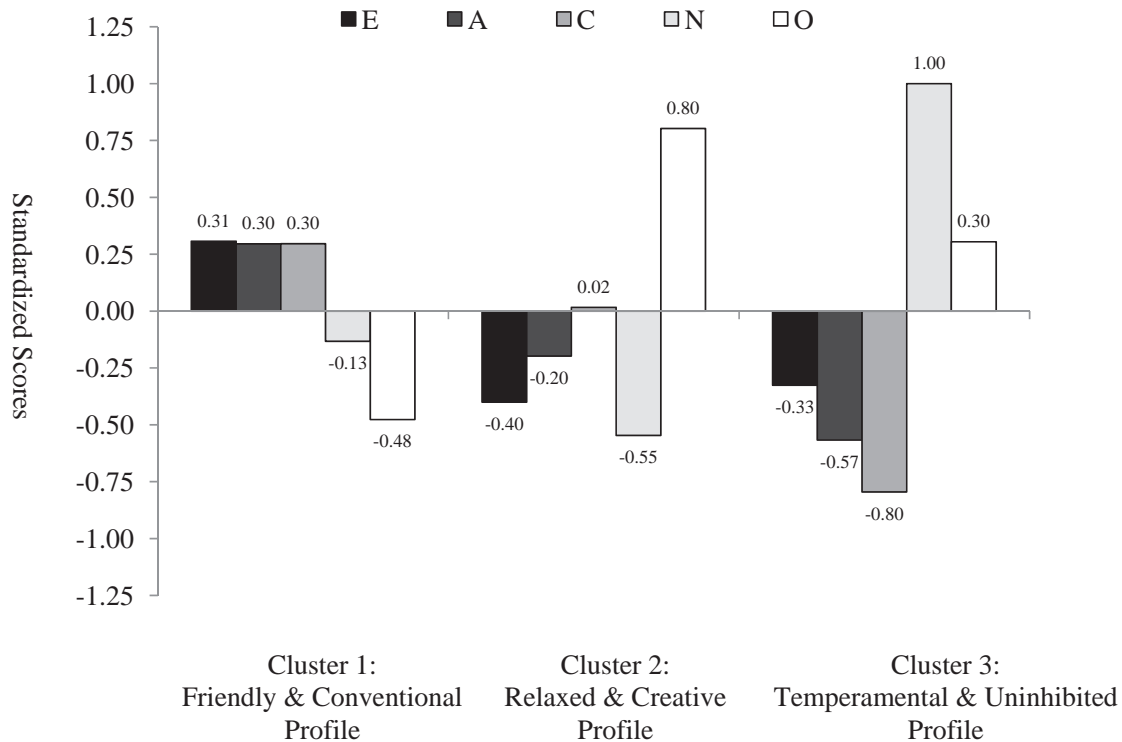 E A C N O
1.25
1.00
0.75
0.50
0.25
0.00
-0.25
-0.50
-0.75
-1.00
-1.25
Standardized Scores
0.31 0.30 0.30 -0.13 -0.48
-0.40 -0.20 0.02 -0.55 0.80
-0.33 -0.57 -0.80 1.00 0.30
Cluster 1:
Friendly & Conventional
Profile
Cluster 2:
Relaxed & Creative
Profile
Cluster 3:
Temperamental & Uninhibited
Profile